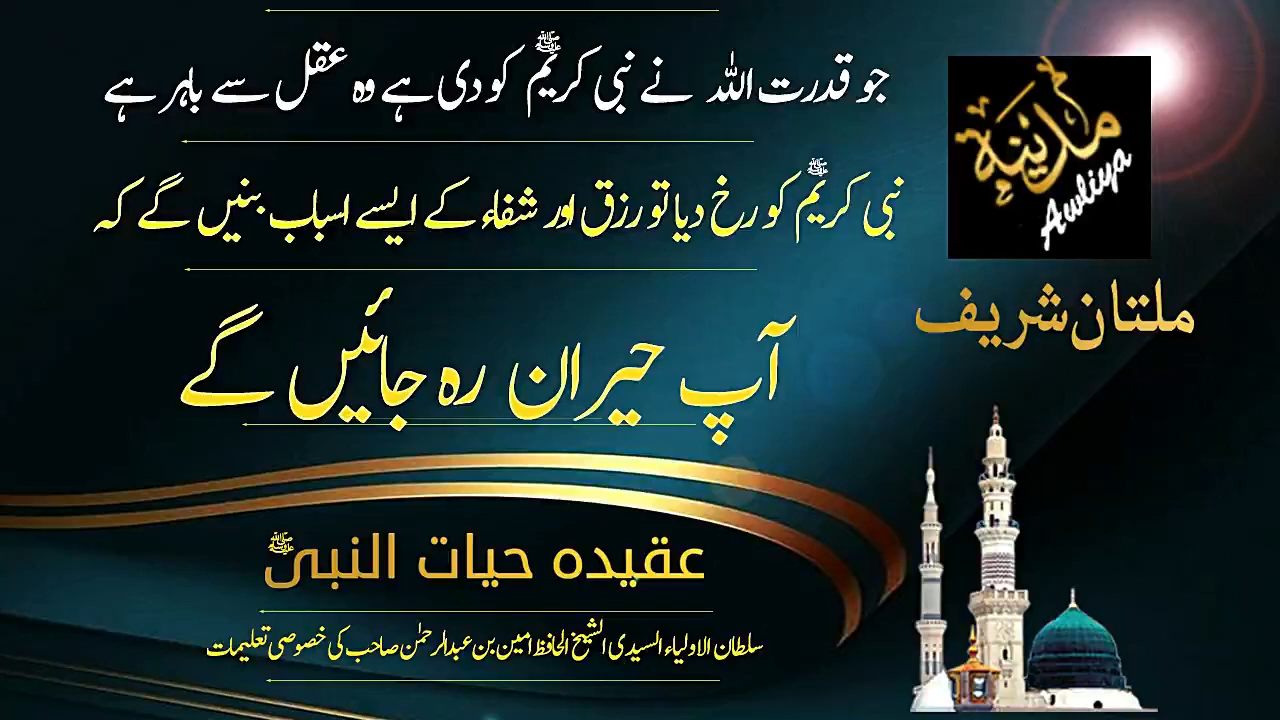 جو قدرت اللہ نے نبی کریم ﷺ کو دی ہے وہ عقل سے باہر ہے
نبی کریم ﷺ کو رخ دیا تو رزق اور شفاء کے ایسے اسباب بنیں گے کہ
آپ حیران رہ جائیں گے
مدینہ
Awliya
ملتان شریف
عقیدہ حیات النبی ﷺ
سلطان الاولیاء السیدی الشیخ الحافظ امین بن عبدالرحمٰن صاحب کی خصوصی تعلیمات